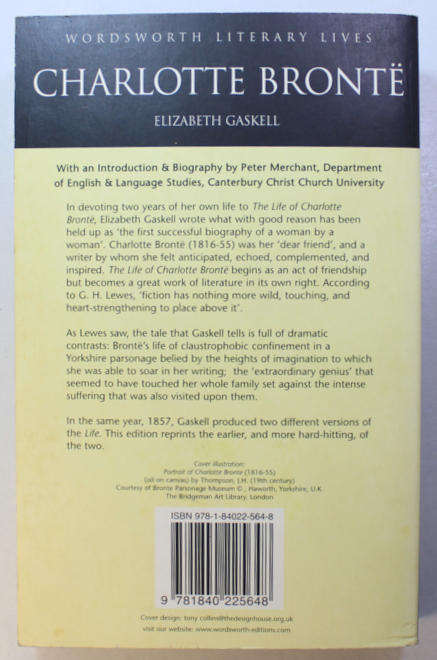 WORDSWORTH LITERARY LIVES
CHARLOTTE BRONTË
ELIZABETH GASKELL
With an Introduction & Biography by Peter Merchant, Department
of English & Language Studies, Canterbury Christ Church University
In devoting two years of her own life to The Life of Charlotte
Brontë, Elizabeth Gaskell wrote what with good reason has been
held up as ‘the first successful biography of a woman by a
woman’. Charlotte Brontë (1816-55) was her ‘dear friend’, and a
writer by whom she felt anticipated, echoed, complemented, and
inspired. The Life of Charlotte Brontë begins as an act of friendship
but becomes a great work of literature in its own right. According
to G. H. Lewes, ‘fiction has nothing more wild, touching, and
heart-strengthening to place above it’.
As Lewes saw, the tale that Gaskell tells is full of dramatic
contrasts: Brontë’s life of claustrophobic confinement in a
Yorkshire parsonage belied by the heights of imagination to which
she was able to soar in her writing; the ‘extraordinary genius’ that
seemed to have touched her whole family set against the intense
suffering that was also visited upon them.
In the same year, 1857, Gaskell produced two different versions of
the Life. This edition reprints the earlier, and more hard-hitting, of
the two.
Cover illustration:
Portrait of Charlotte Brontë (1816-55)
(oil on canvas) by Thompson, J.H. (19th century)
Courtesy of Brontë Parsonage Museum ©, Haworth, Yorkshire, U.K
The Bridgeman Art Library, London
ISBN 978-1-84022-564-8
9 781840 225648
Cover design: tony collins@thedesignhouse.org.uk
visit our website: www.wordsworth-editions.com